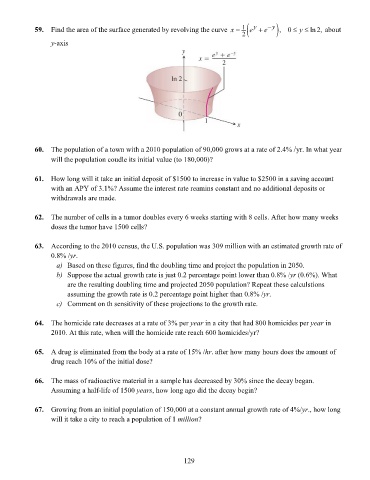 59. Find the area of the surface generated by revolving the curve x = 1/2 (e^y + e^−y), 0 ≤ y ≤ ln 2, about
y-axis
y
x = (e^y + e^−y)/2
ln 2
0
1
x
60. The population of a town with a 2010 population of 90,000 grows at a rate of 2.4% /yr. In what year
will the population coudle its initial value (to 180,000)?
61. How long will it take an initial deposit of $1500 to increase in value to $2500 in a saving account
with an APY of 3.1%? Assume the interest rate reamins constant and no additional deposits or
withdrawals are made.
62. The number of cells in a tumor doubles every 6 weeks starting with 8 cells. After how many weeks
doses the tumor have 1500 cells?
63. According to the 2010 census, the U.S. population was 309 million with an estimated growth rate of
0.8% /yr.
a) Based on these figures, find the doubling time and project the population in 2050.
b) Suppose the actual growth rate is just 0.2 percentage point lower than 0.8% /yr (0.6%). What
are the resulting doubling time and projected 2050 population? Repeat these calculations
assuming the growth rate is 0.2 percentage point higher than 0.8% /yr.
c) Comment on th sensitivity of these projections to the growth rate.
64. The homicide rate decreases at a rate of 3% per year in a city that had 800 homicides per year in
2010. At this rate, when will the homicide rate reach 600 homicides/yr?
65. A drug is eliminated from the body at a rate of 15% /hr. after how many hours does the amount of
drug reach 10% of the initial dose?
66. The mass of radioactive material in a sample has decreased by 30% since the decay began.
Assuming a half-life of 1500 years, how long ago did the decay begin?
67. Growing from an initial population of 150,000 at a constant annual growth rate of 4%/yr., how long
will it take a city to reach a population of 1 million?
129